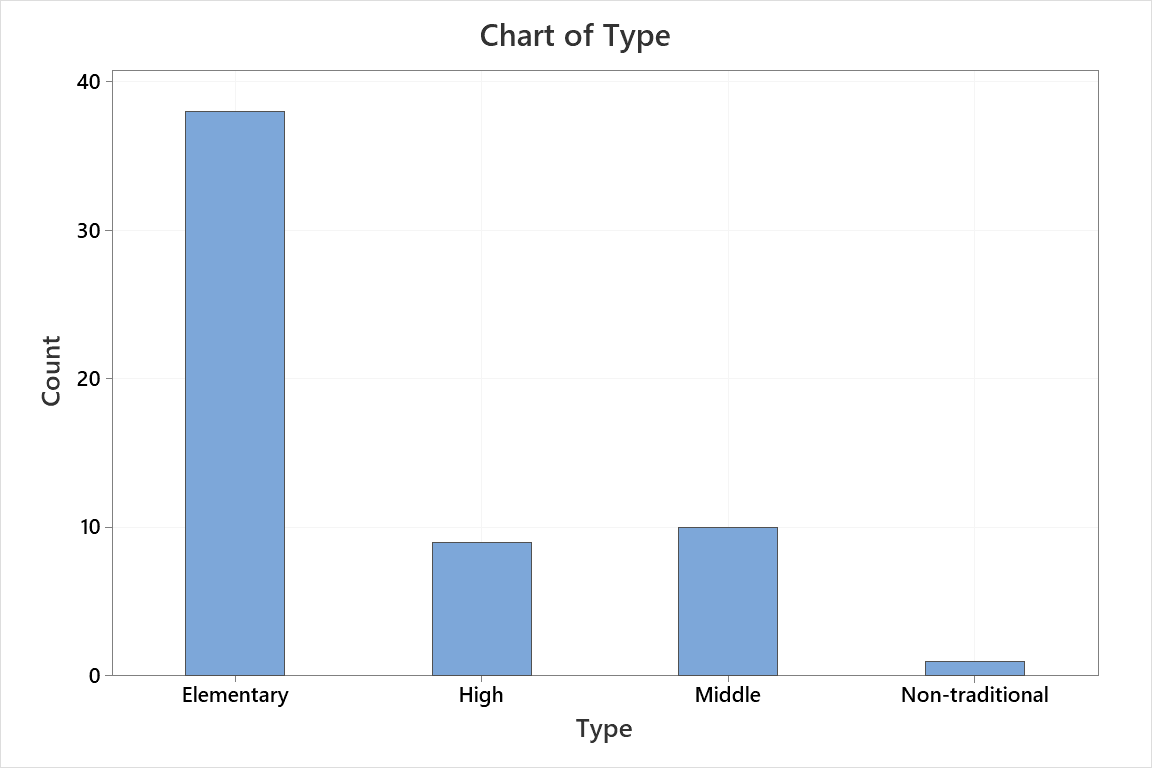 Chart of Type
Count
40
30
20
10
0
Elementary High Middle Non-traditional
Type